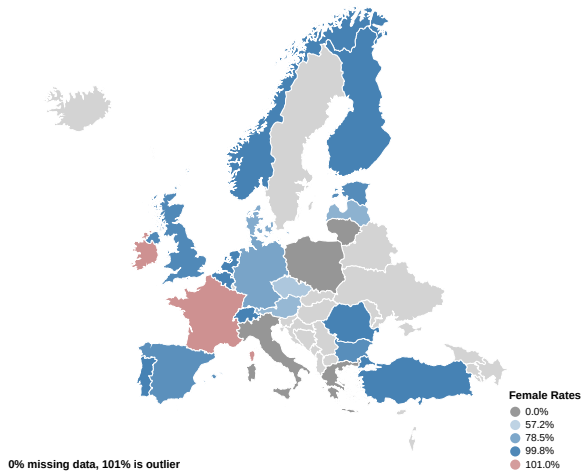 Female Rates
0.0%
57.2%
78.5%
99.8%
101.0%
0% missing data, 101% is outlier